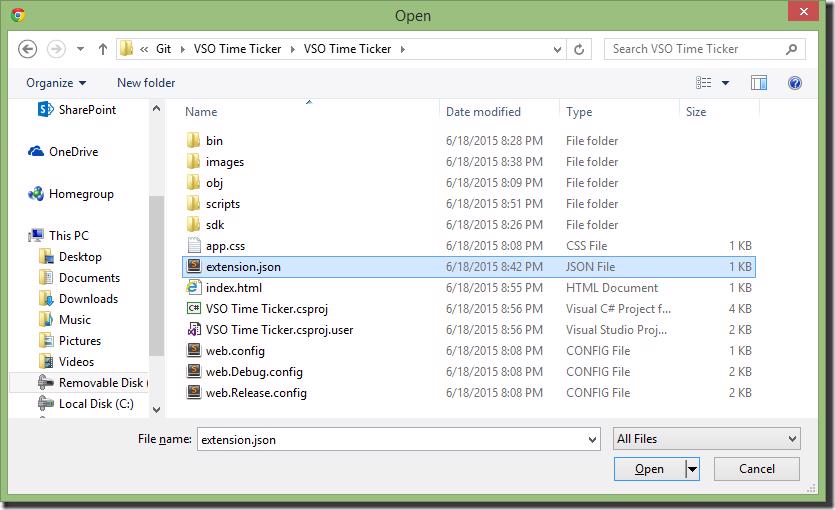 Open
« Git VSO Time Ticker VSO Time Ticker
Search VSO Time Ticker
Organize
New folder
SharePoint
OneDrive
Homegroup
This PC
Desktop
Documents
Downloads
Music
Pictures
Videos
Removable Disk (
Local Disk (C:)
Name Date modified Type Size
bin 6/18/2015 8:28 PM File folder
images 6/18/2015 8:38 PM File folder
obj 6/18/2015 8:09 PM File folder
scripts 6/18/2015 8:51 PM File folder
sdk 6/18/2015 8:26 PM File folder
app.css 6/18/2015 8:08 PM CSS File 1 KB
extension.json 6/18/2015 8:42 PM JSON File 1 KB
index.html 6/18/2015 8:55 PM HTML Document 1 KB
VSO Time Ticker.csproj 6/18/2015 8:56 PM Visual C# Project f... 4 KB
VSO Time Ticker.csproj.user 6/18/2015 8:56 PM Visual Studio Proj... 2 KB
web.config 6/18/2015 8:08 PM CONFIG File 1 KB
web.Debug.config 6/18/2015 8:08 PM CONFIG File 2 KB
web.Release.config 6/18/2015 8:08 PM CONFIG File 2 KB
File name: extension.json
All Files
Open
Cancel